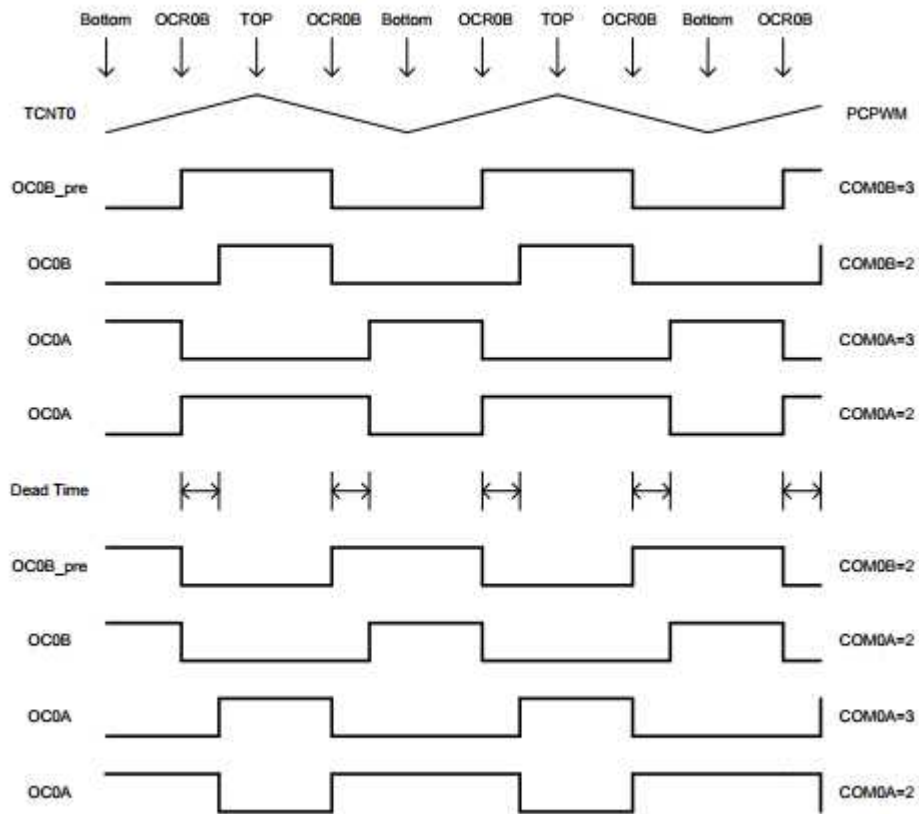 Bottom OCR0B TOP OCR0B Bottom OCR0B TOP OCR0B Bottom OCR0B
TCNT0 PCPWM
OC0B_pre COM0B=3
OC0B COM0B=2
OC0A COM0A=3
OC0A COM0A=2
Dead Time
OC0B_pre COM0B=2
OC0B COM0A=2
OC0A COM0A=3
OC0A COM0A=2